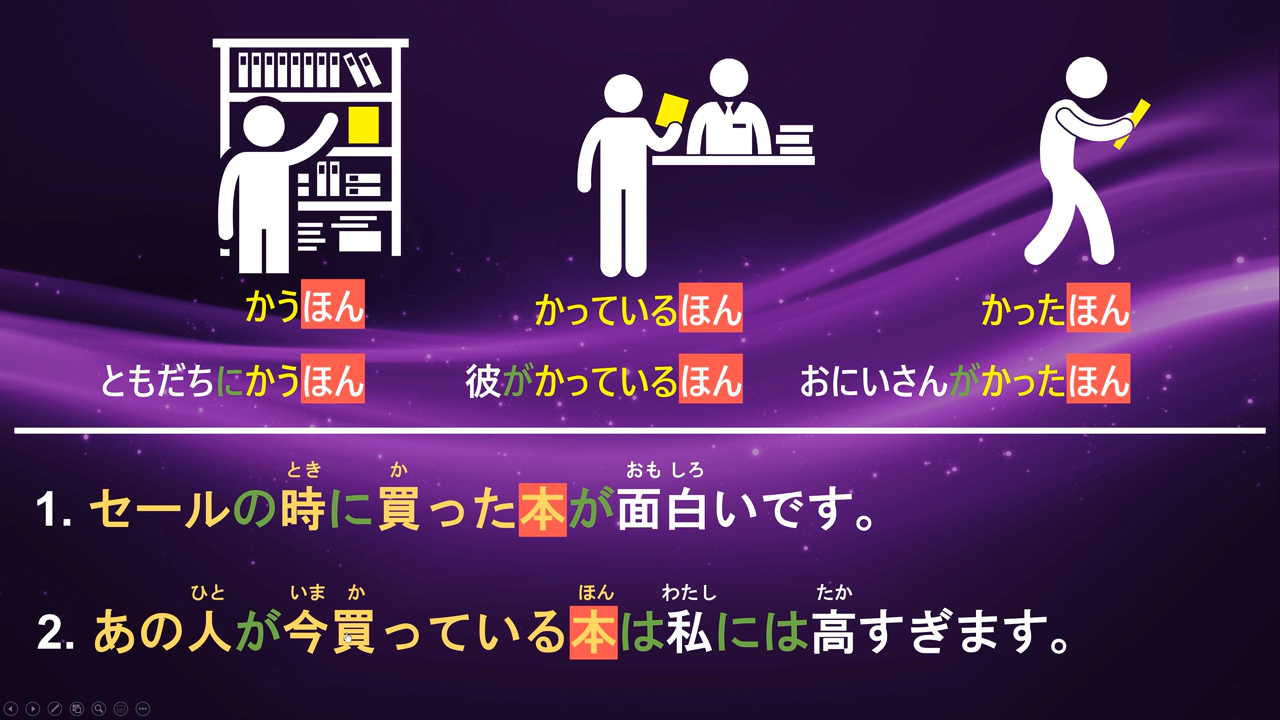 かうほん
かっているほん
かったほん
ともだちにかうほん
彼がかっているほん
おにいさんがかったほん
とき か おも しろ
1. セールの時に買った本が面白いです。
ひと いま か ほん わたし たか
2. あの人が今買っている本は私には高すぎます。